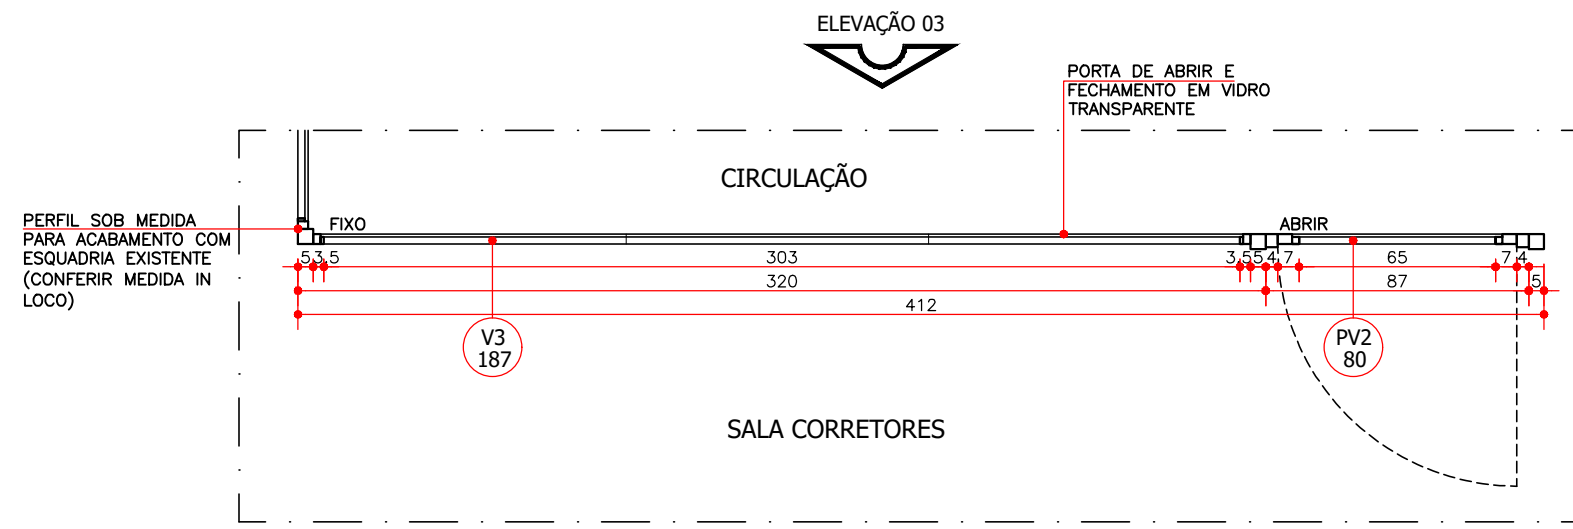 ELEVAÇÃO 03
PORTA DE ABRIR E
FECHAMENTO EM VIDRO
TRANSPARENTE
CIRCULAÇÃO
PERFIL SOB MEDIDA
PARA ACABAMENTO COM
ESQUADRIA EXISTENTE
(CONFERIR MEDIDA IN
LOCO)
FIXO
ABRIR
5 3,5 303 3,5 5 4 7 65 7 4
320 87 5
412
V3
187
PV2
80
SALA CORRETORES